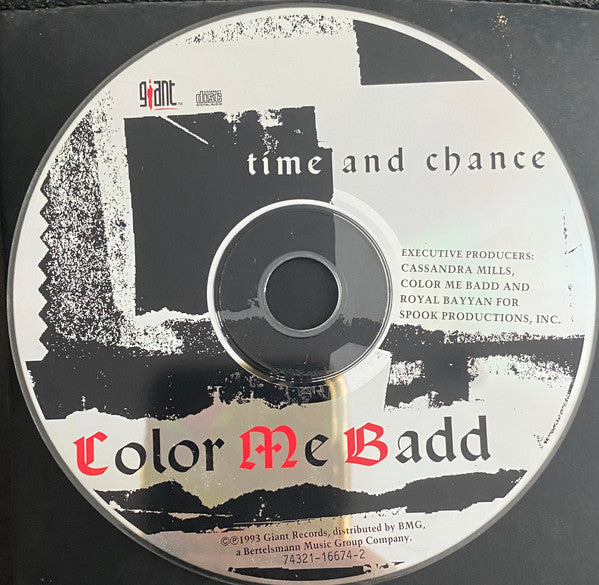 giant™
COMPACT
disc
DIGITAL AUDIO
time and chance
EXECUTIVE PRODUCERS:
CASSANDRA MILLS,
COLOR ME BADD AND
ROYAL BAYYAN FOR
SPOOK PRODUCTIONS, INC.
Color Me Badd
©℗1993 Giant Records, distributed by BMG,
a Bertelsmann Music Group Company.
74321-16674-2